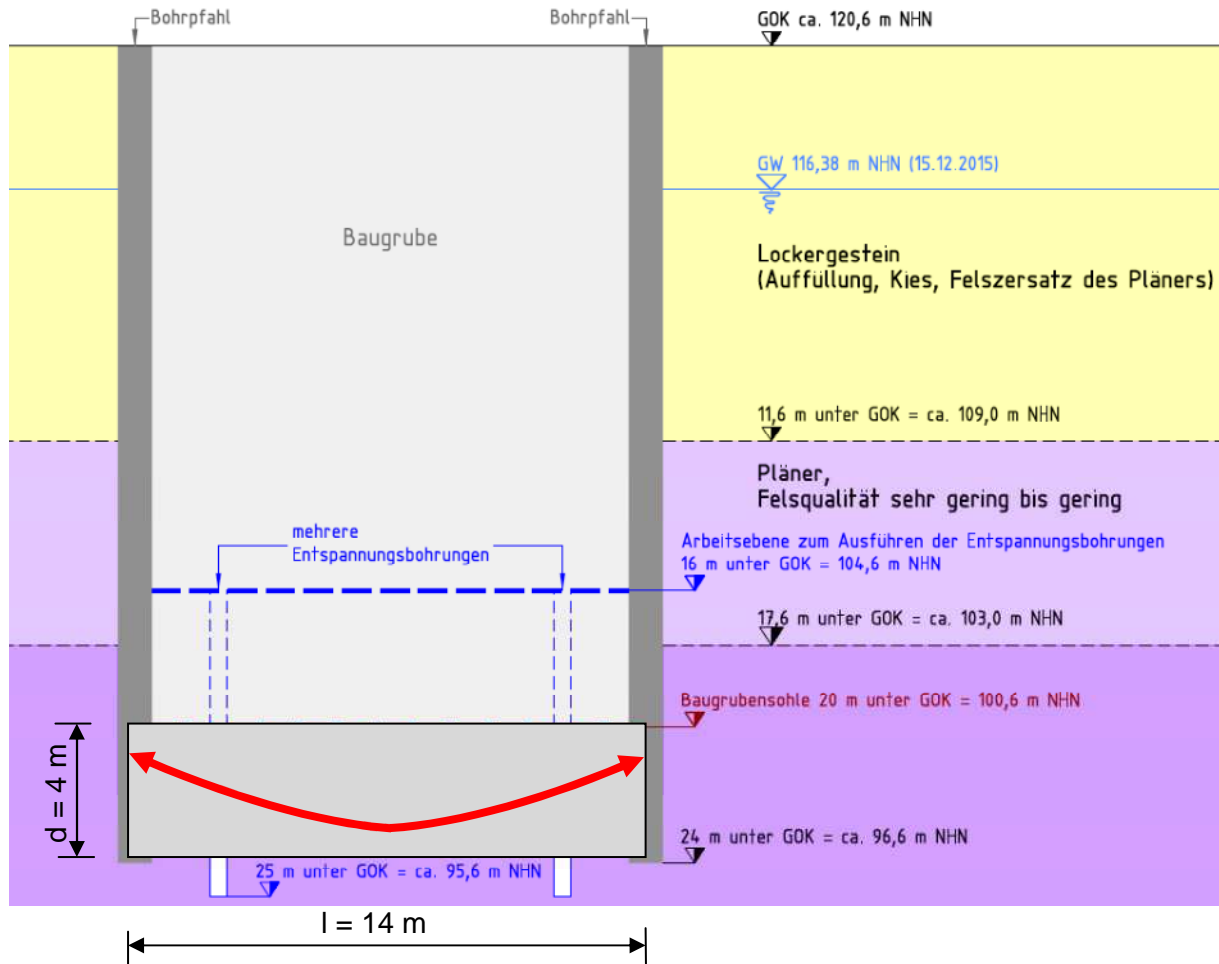 Bohrpfahl
Bohrpfahl
GOK ca. 120,6 m NHN
GW 116,38 m NHN (15.12.2015)
Baugrube
Lockergestein
(Auffüllung, Kies, Felszersatz des Pläners)
11,6 m unter GOK = ca. 109,0 m NHN
Pläner,
Felsqualität sehr gering bis gering
mehrere
Entspannungsbohrungen
Arbeitsebene zum Ausführen der Entspannungsbohrungen
16 m unter GOK = 104,6 m NHN
17,6 m unter GOK = ca. 103,0 m NHN
Baugrubensohle 20 m unter GOK = 100,6 m NHN
d = 4 m
24 m unter GOK = ca. 96,6 m NHN
25 m unter GOK = ca. 95,6 m NHN
l = 14 m